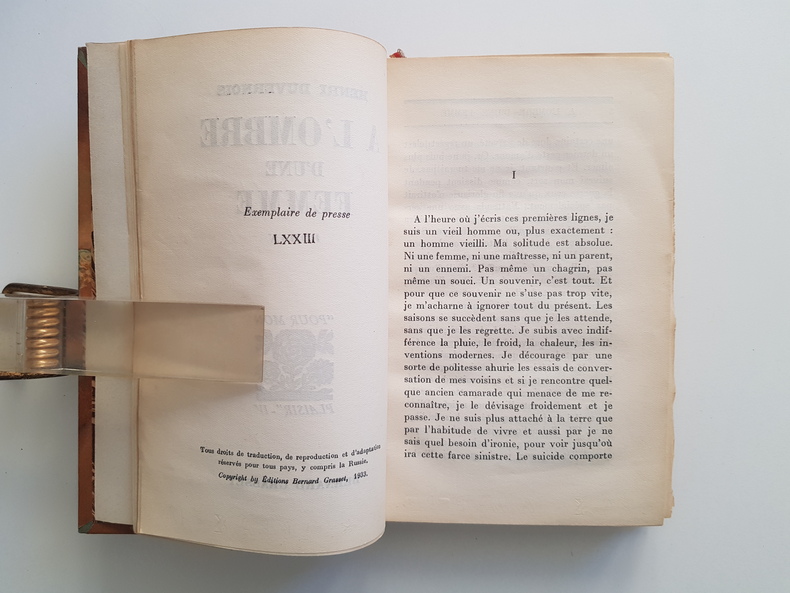 Exemplaire de presse
LXXIII
Tous droits de traduction, de reproduction et d'adaptation
réservés pour tous pays, y compris la Russie.
Copyright by Éditions Bernard Grasset, 1933.
I
A l'heure où j'écris ces premières lignes, je
suis un vieil homme ou, plus exactement :
un homme vieilli. Ma solitude est absolue.
Ni une femme, ni une maîtresse, ni un parent,
ni un ennemi. Pas même un chagrin, pas
même un souci. Un souvenir, c'est tout. Et
pour que ce souvenir ne s'use pas trop vite,
je m'acharne à ignorer tout du présent. Les
saisons se succèdent sans que je les attende,
sans que je les regrette. Je subis avec indif-
férence la pluie, le froid, la chaleur, les in-
ventions modernes. Je décourage par une
sorte de politesse ahurie les essais de conver-
sation de mes voisins et si je rencontre quel-
que ancien camarade qui menace de me re-
connaître, je le dévisage froidement et je
passe. Je ne suis plus attaché à la terre que
par l'habitude de vivre et aussi par je ne
sais quel besoin d'ironie, pour voir jusqu'où
ira cette farce sinistre. Le suicide comporte